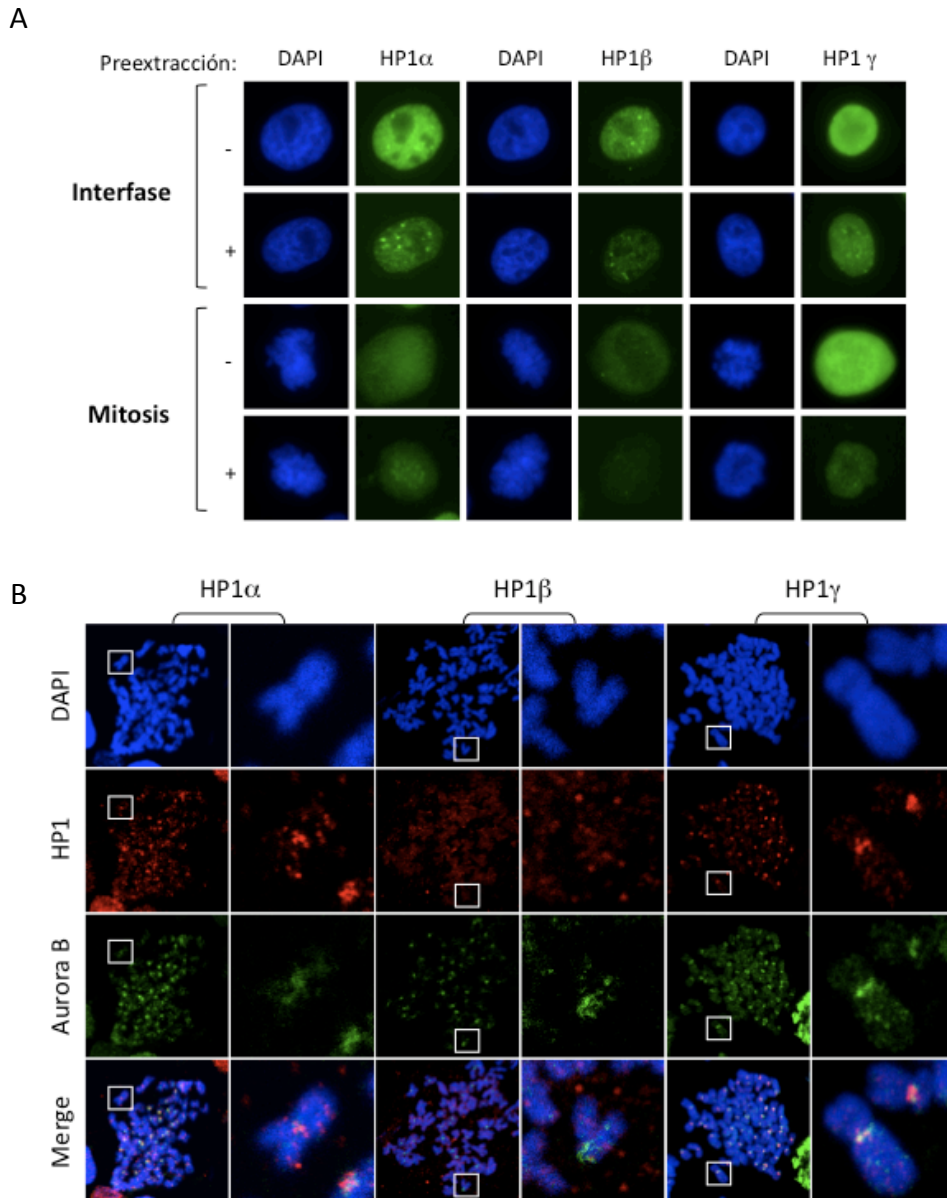 A
Preextracción: DAPI HP1α DAPI HP1β DAPI HP1 γ
-
Interfase
+
-
Mitosis
+
B
HP1α HP1β HP1γ
DAPI
HP1
Aurora B
Merge